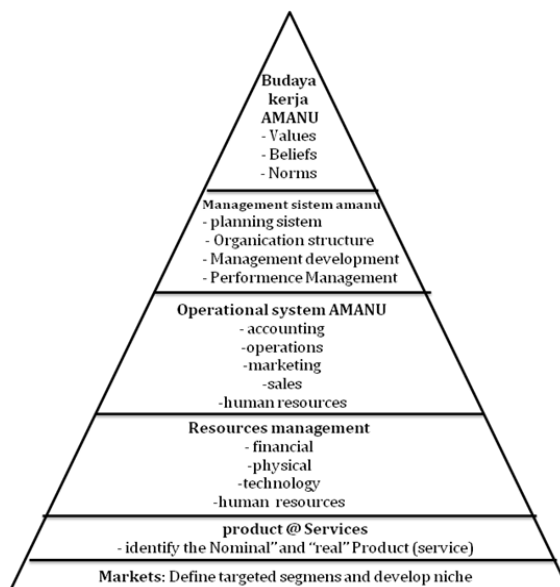 Budaya
kerja
AMANU
- Values
- Beliefs
- Norms
Management sistem amanu
- planning sistem
- Organication structure
- Management development
- Performence Management
Operational system AMANU
- accounting
-operations
-marketing
-sales
-human resources
Resources management
- financial
-physical
-technology
-human resources
product @ Services
- identify the Nominal” and “real” Product (service)
Markets: Define targeted segmens and develop niche